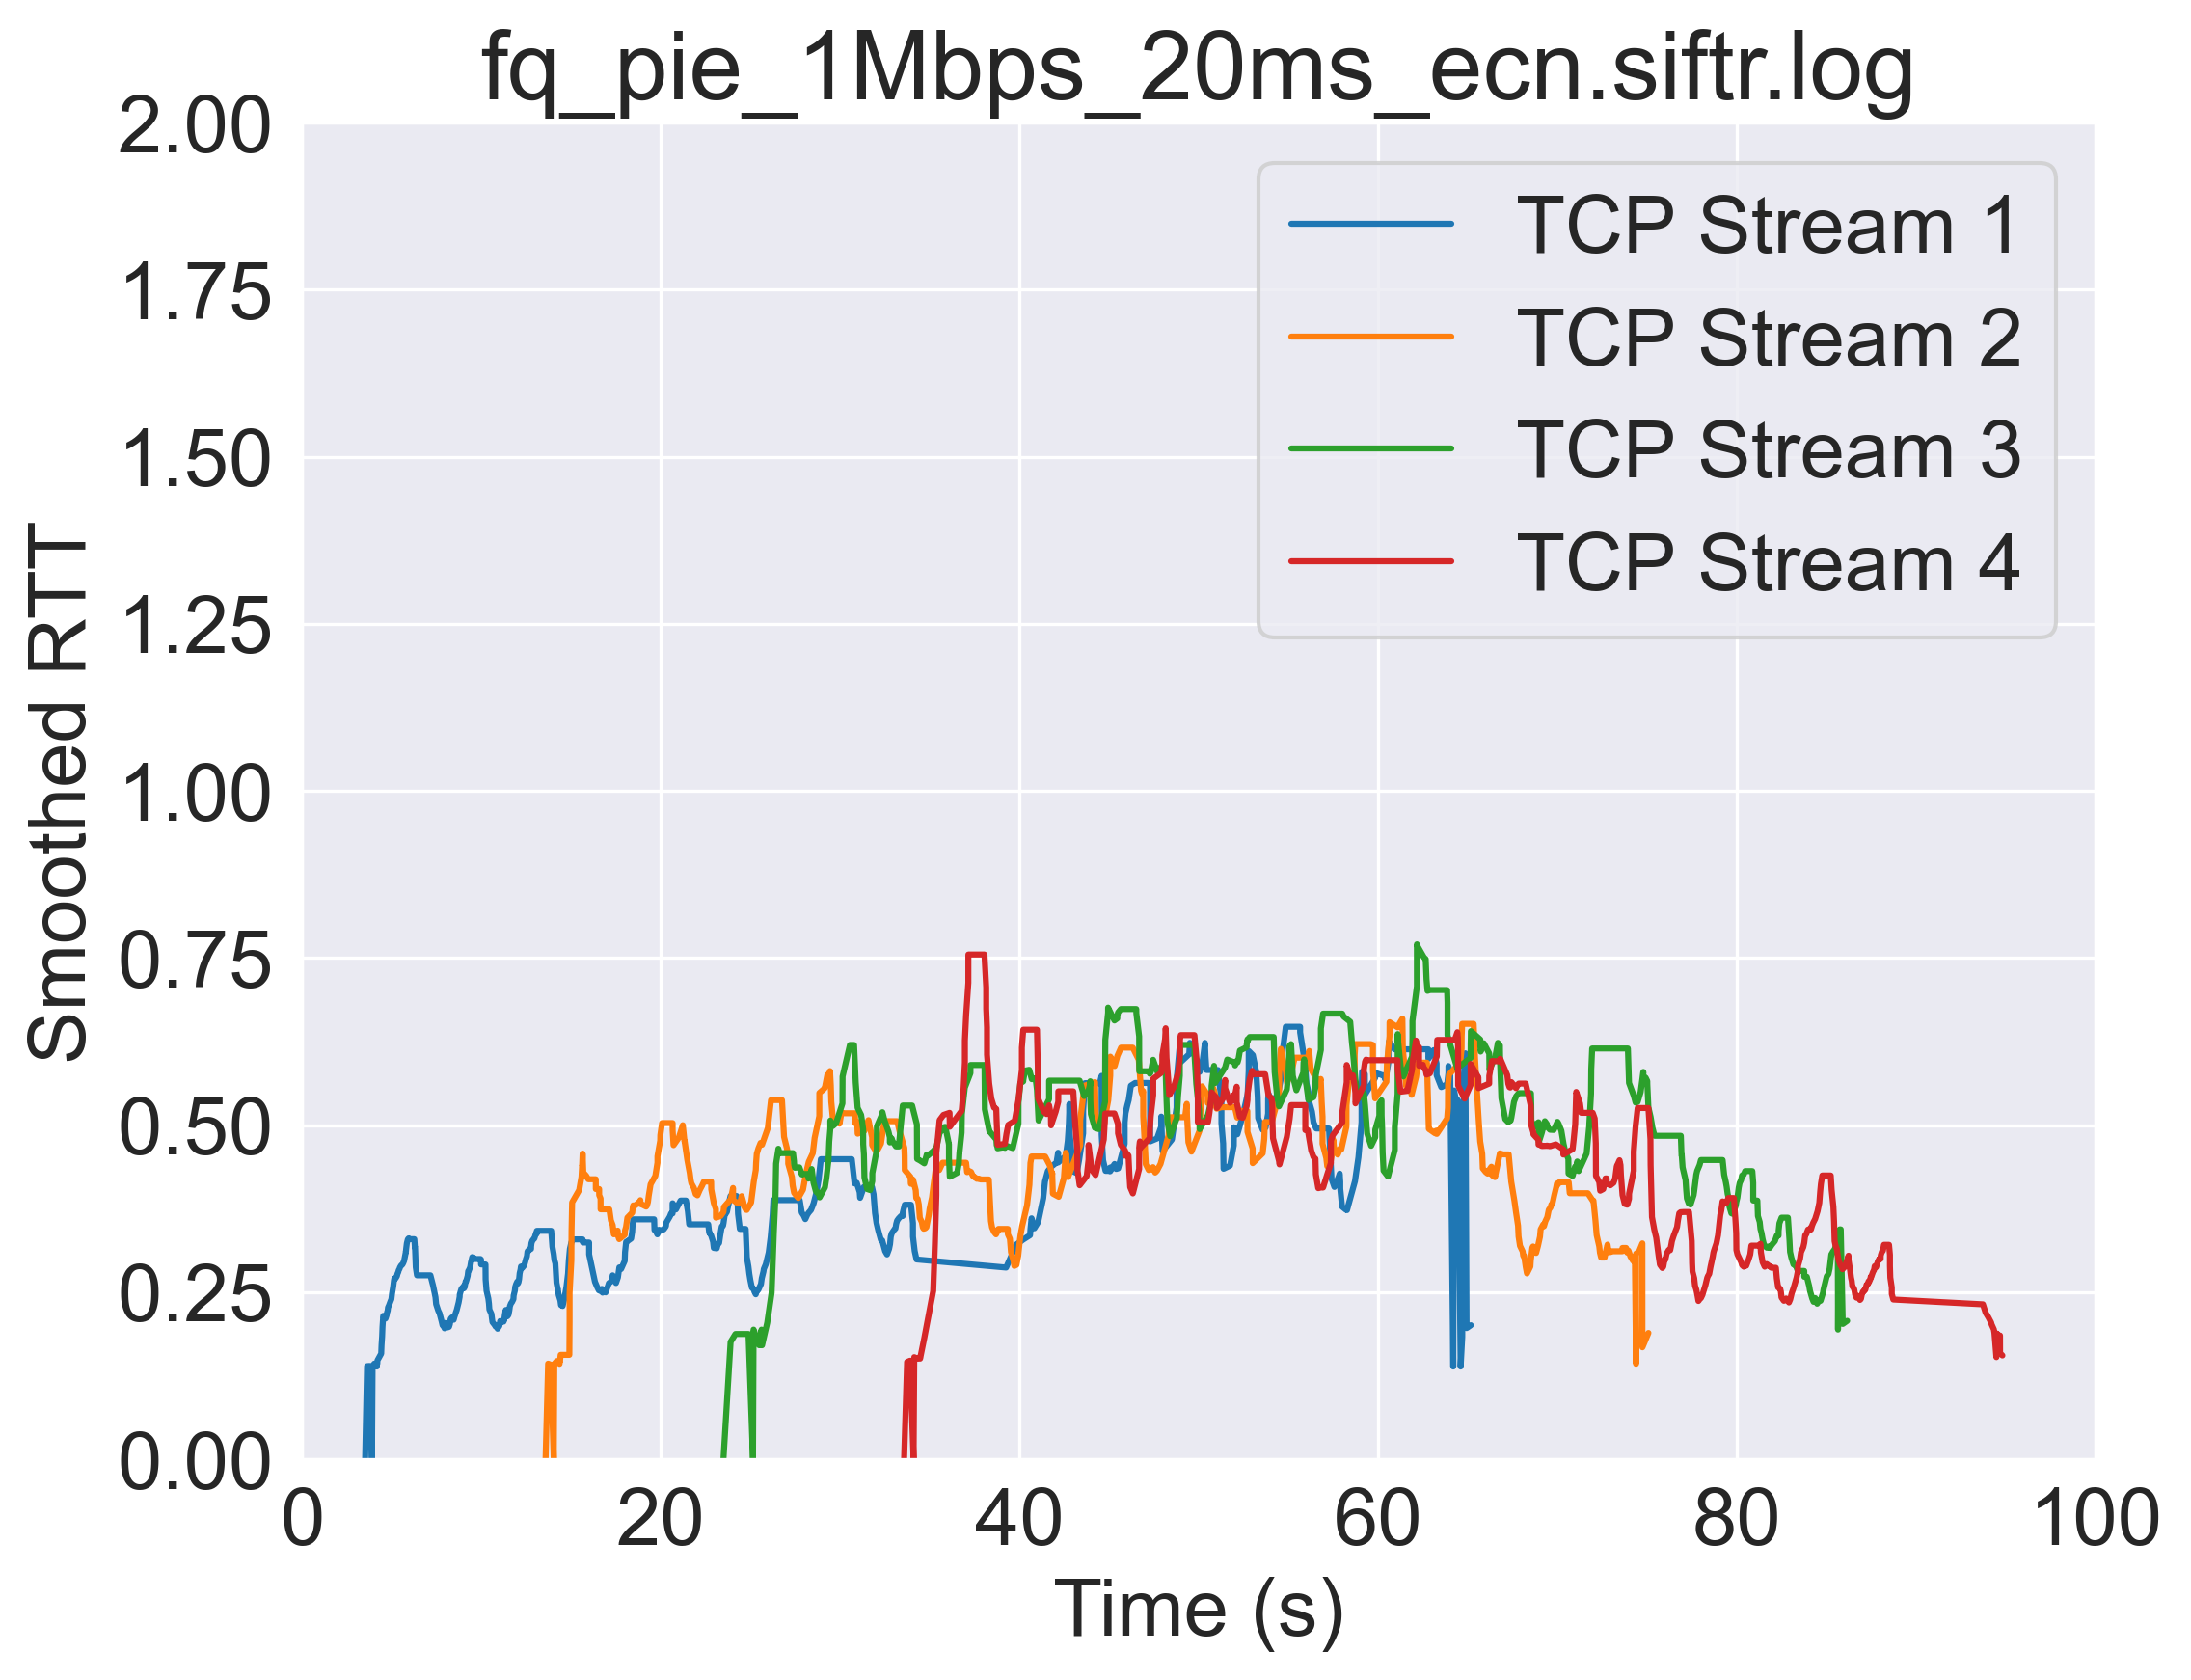 fq_pie_1Mbps_20ms_ecn.siftr.log
2.00
1.75
1.50
1.25
1.00
0.75
0.50
0.25
0.00
Smoothed RTT
TCP Stream 1
TCP Stream 2
TCP Stream 3
TCP Stream 4
0 20 40 60 80 100
Time (s)